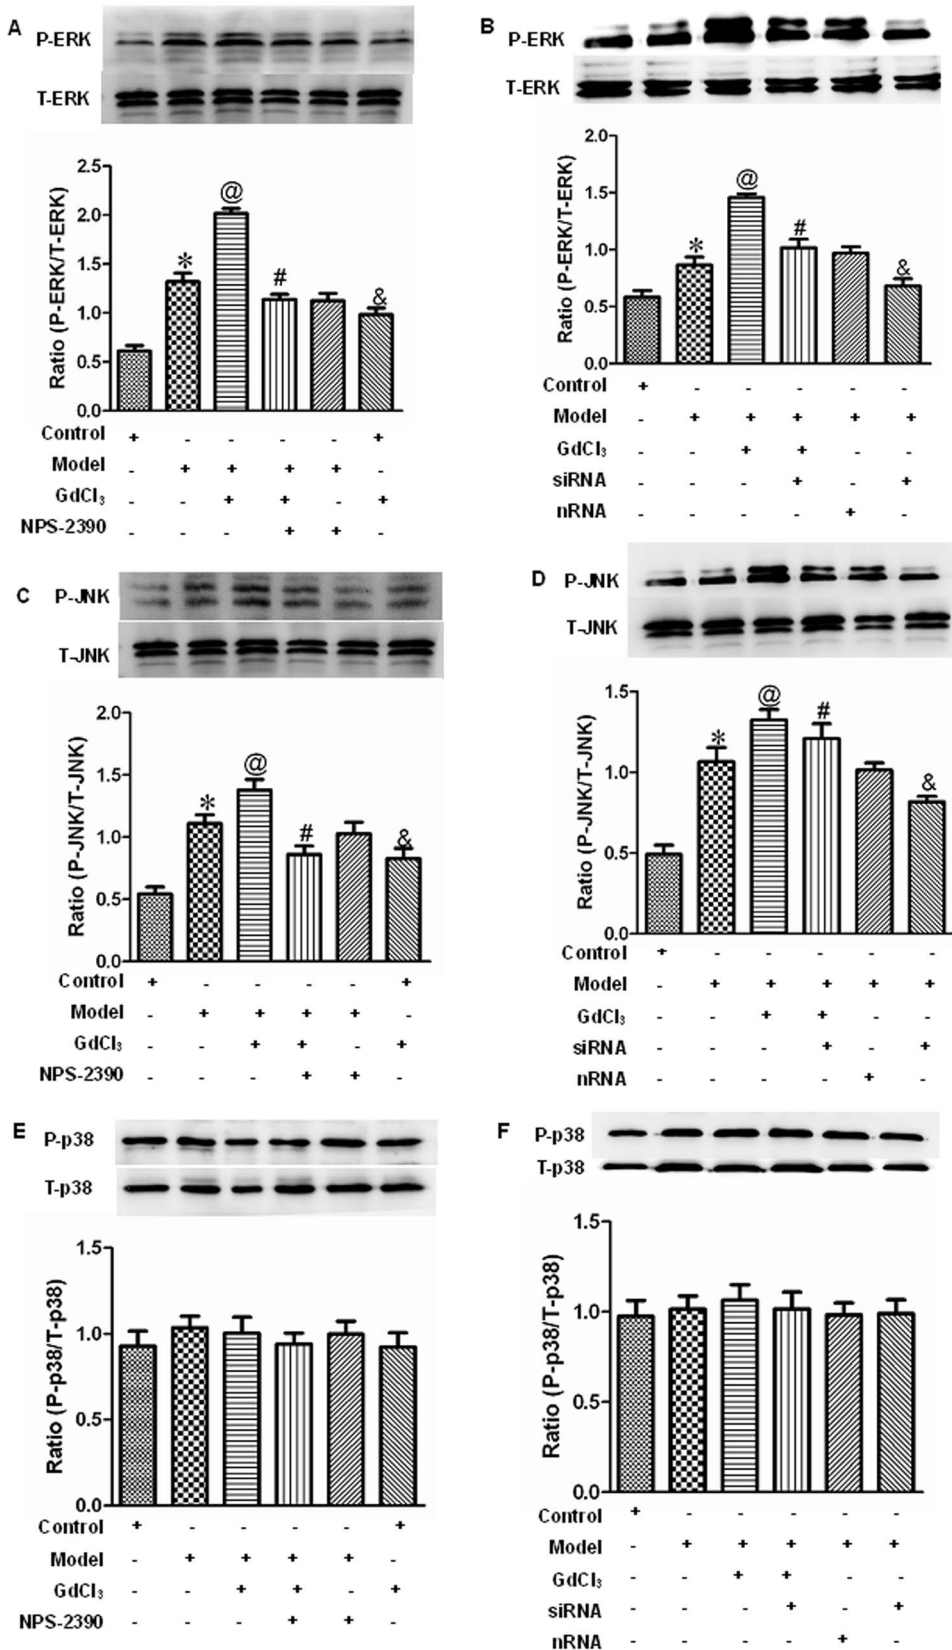 A
P-ERK
T-ERK
@
*
#
&
Ratio (P-ERK/T-ERK)
2.5
2.0
1.5
1.0
0.5
0.0
Control + - - - - +
Model - + + + + -
GdCl₃ - - + + - +
NPS-2390 - - - + + -
B
P-ERK
T-ERK
@
*
#
&
Ratio (P-ERK/T-ERK)
2.0
1.5
1.0
0.5
0.0
Control + - - - - -
Model - + + + + +
GdCl₃ - - + + - -
siRNA - - - + - +
nRNA - - - - + -
C
P-JNK
T-JNK
@
*
#
&
Ratio (P-JNK/T-JNK)
2.0
1.5
1.0
0.5
0.0
Control + - - - - +
Model - + + + + -
GdCl₃ - - + + - +
NPS-2390 - - - + + -
D
P-JNK
T-JNK
@
*
#
&
Ratio (P-JNK/T-JNK)
1.5
1.0
0.5
0.0
Control + - - - - -
Model - + + + + +
GdCl₃ - - + + - -
siRNA - - - + - +
nRNA - - - - + -
E
P-p38
T-p38
Ratio (P-p38/T-p38)
1.5
1.0
0.5
0.0
Control + - - - - +
Model - + + + + -
GdCl₃ - - + + - +
NPS-2390 - - - + + -
F
P-p38
T-p38
Ratio (P-p38/T-p38)
1.5
1.0
0.5
0.0
Control + - - - - -
Model - + + + + +
GdCl₃ - - + + - -
siRNA - - - + - +
nRNA - - - - + -